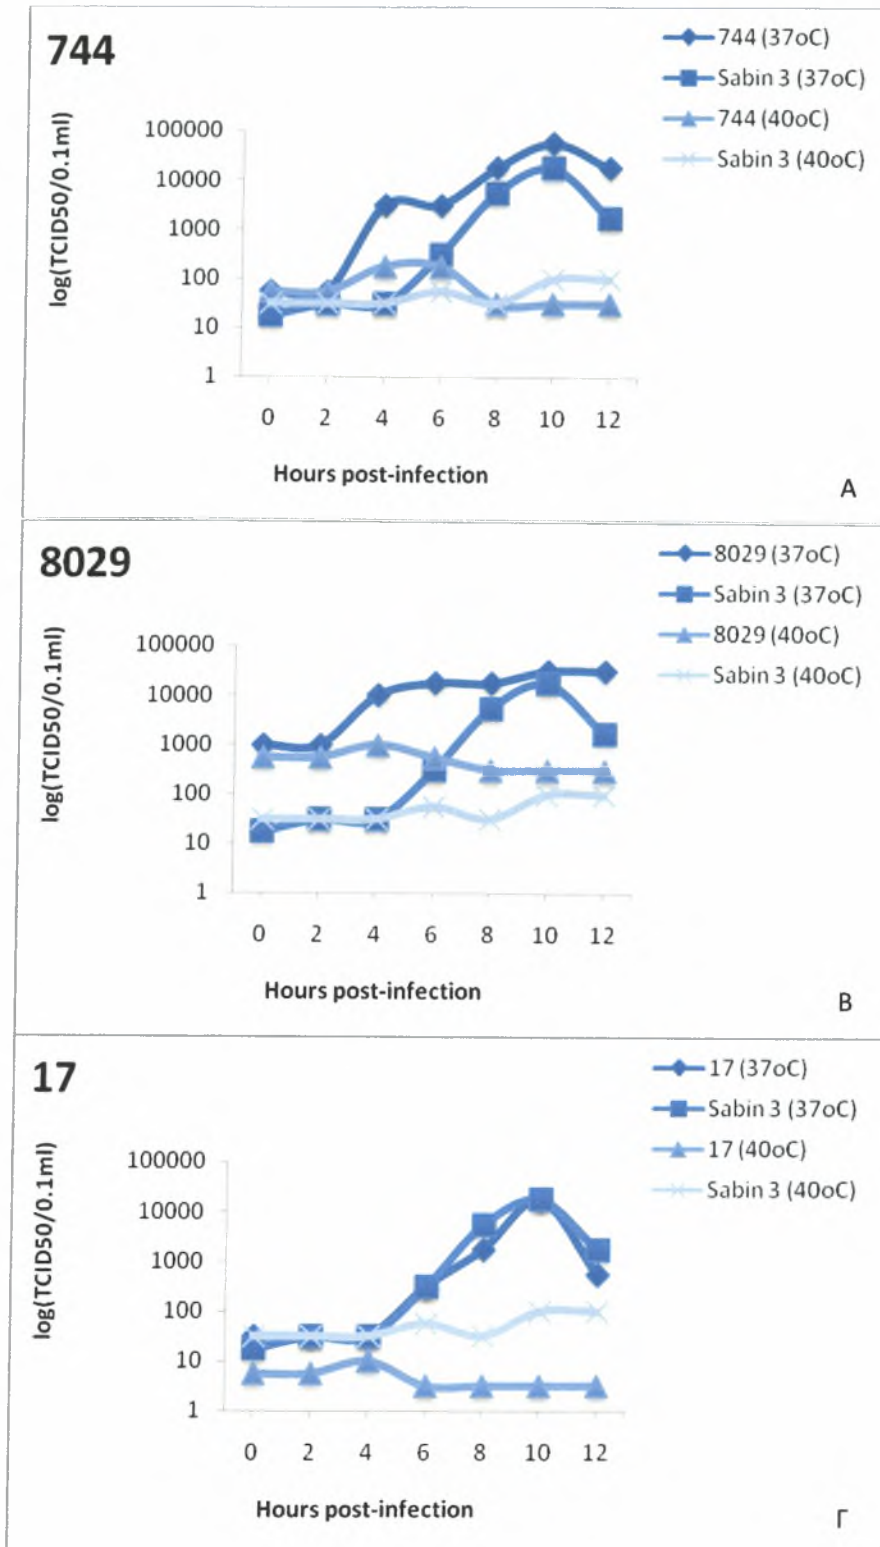 744
744 (37oC)
Sabin 3 (37oC)
744 (40oC)
Sabin 3 (40oC)
log(TCID50/0.1ml)
100000
10000
1000
100
10
1
0 2 4 6 8 10 12
Hours post-infection
A
8029
8029 (37oC)
Sabin 3 (37oC)
8029 (40oC)
Sabin 3 (40oC)
log(TCID50/0.1ml)
100000
10000
1000
100
10
1
0 2 4 6 8 10 12
Hours post-infection
B
17
17 (37oC)
Sabin 3 (37oC)
17 (40oC)
Sabin 3 (40oC)
log(TCID50/0.1ml)
100000
10000
1000
100
10
1
0 2 4 6 8 10 12
Hours post-infection
Γ